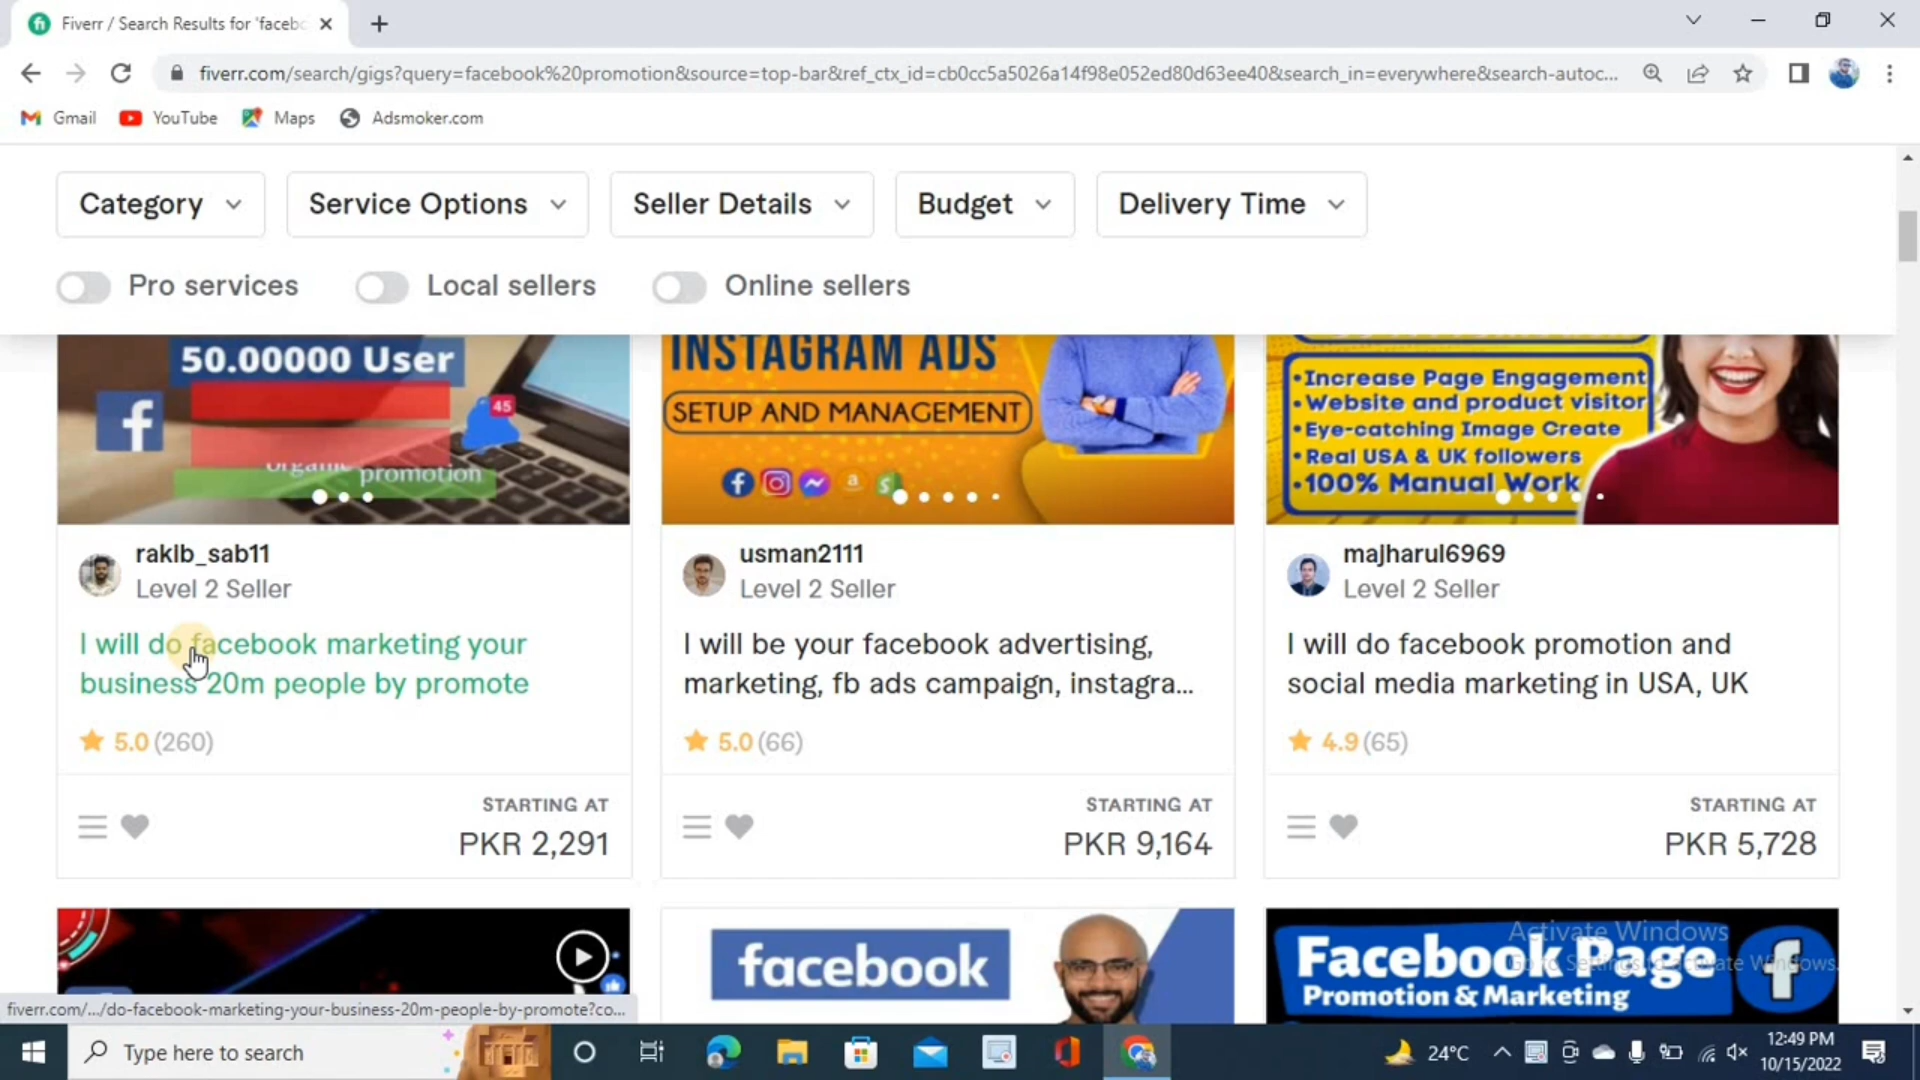 Fiverr / Search Results for 'facebo
fiverr.com/search/gigs?query=facebook%20promotion&source=top-bar&ref_ctx_id=cb0cc5a5026a14f98e052ed80d63ee40&search_in=everywhere&search-autoc...
Gmail YouTube Maps Adsmoker.com
Category Service Options Seller Details Budget Delivery Time
Pro services Local sellers Online sellers
50.00000 User
45
organic promotion
INSTAGRAM ADS
SETUP AND MANAGEMENT
•Increase Page Engagement
•Website and product visitor
•Eye-catching Image Create
•Real USA & UK followers
•100% Manual Work
rakib_sab11
Level 2 Seller
I will do facebook marketing your
business 20m people by promote
5.0 (260)
STARTING AT
PKR 2,291
usman2111
Level 2 Seller
I will be your facebook advertising,
marketing, fb ads campaign, instagra...
5.0 (66)
STARTING AT
PKR 9,164
majharul6969
Level 2 Seller
I will do facebook promotion and
social media marketing in USA, UK
4.9 (65)
STARTING AT
PKR 5,728
facebook
Facebook Page
Promotion & Marketing
Activate Windows
Go to Settings to activate Windows.
fiverr.com/.../do-facebook-marketing-your-business-20m-people-by-promote?co...
Type here to search
24°C
12:49 PM
10/15/2022